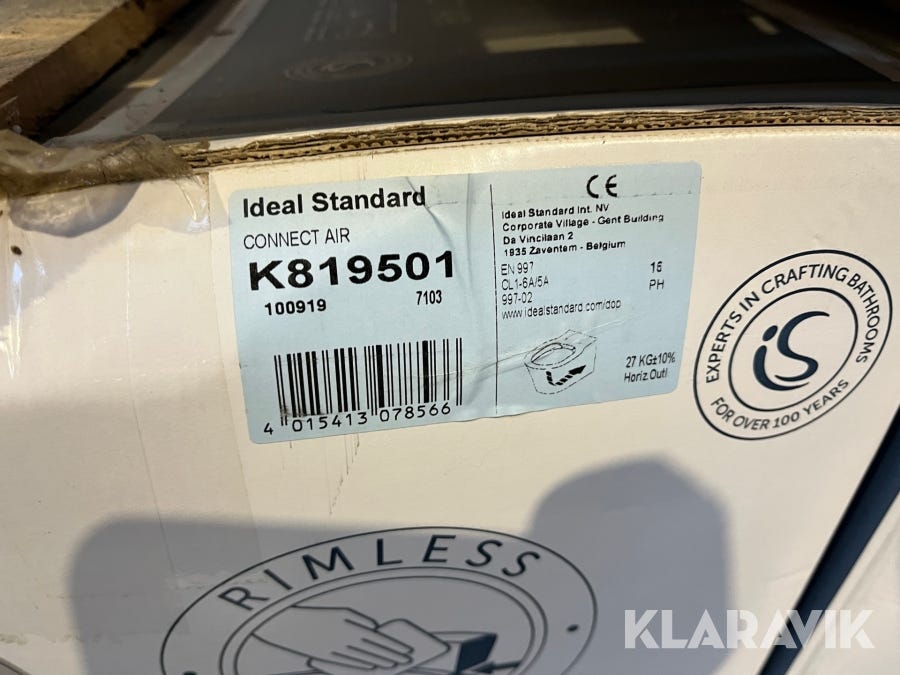 Ideal Standard
CONNECT AIR
K819501
100919 7103
4 015413 078566
CE
Ideal Standard Int. NV
Corporate Village - Gent Building
Da Vincilaan 2
1935 Zaventem - Belgium
EN 997 16
CL1-6A/5A PH
997-02
www.idealstandard.com/dop
27 KG±10%
Horiz Outl
EXPERTS IN CRAFTING BATHROOMS
iS
FOR OVER 100 YEARS
RIMLESS
KLARAVIK